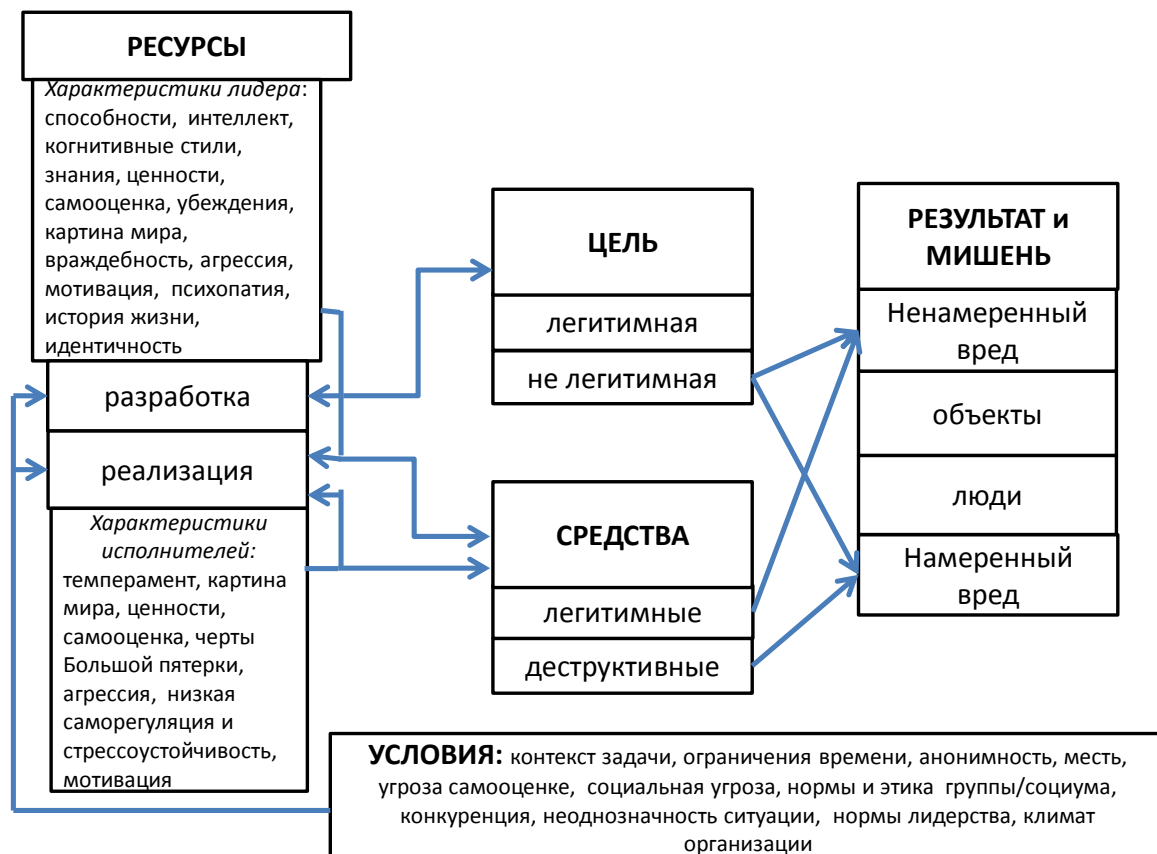 РЕСУРСЫ
Характеристики лидера:
способности, интеллект,
когнитивные стили,
знания, ценности,
самооценка, убеждения,
картина мира,
враждебность, агрессия,
мотивация, психопатия,
история жизни,
идентичность
разработка
реализация
Характеристики
исполнителей:
темперамент, картина
мира, ценности,
самооценка, черты
Большой пятерки,
агрессия, низкая
саморегуляция и
стрессоустойчивость,
мотивация
ЦЕЛЬ
легитимная
не легитимная
СРЕДСТВА
легитимные
деструктивные
РЕЗУЛЬТАТ и
МИШЕНЬ
Ненамеренный
вред
объекты
люди
Намеренный
вред
УСЛОВИЯ: контекст задачи, ограничения времени, анонимность, месть,
угроза самооценке, социальная угроза, нормы и этика группы/социума,
конкуренция, неоднозначность ситуации, нормы лидерства, климат
организации